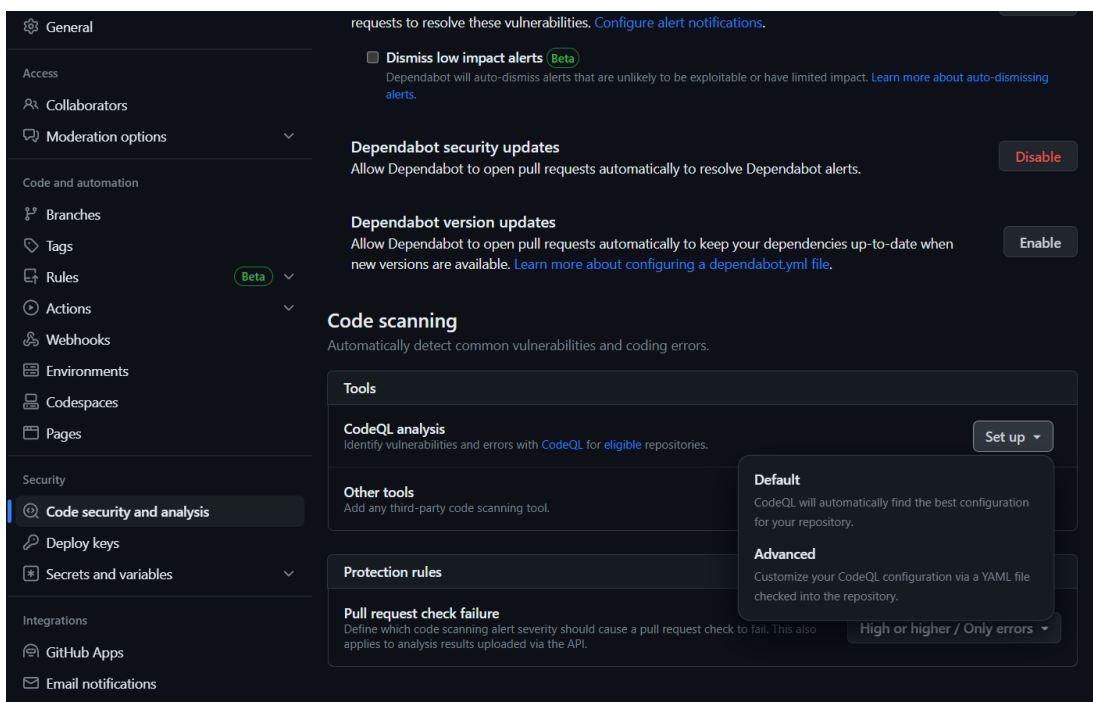 General
Access
Collaborators
Moderation options
Code and automation
Branches
Tags
Rules Beta
Actions
Webhooks
Environments
Codespaces
Pages
Security
Code security and analysis
Deploy keys
Secrets and variables
Integrations
GitHub Apps
Email notifications
requests to resolve these vulnerabilities. Configure alert notifications.
Dismiss low impact alerts Beta
Dependabot will auto-dismiss alerts that are unlikely to be exploitable or have limited impact. Learn more about auto-dismissing
alerts.
Dependabot security updates
Allow Dependabot to open pull requests automatically to resolve Dependabot alerts.
Disable
Dependabot version updates
Allow Dependabot to open pull requests automatically to keep your dependencies up-to-date when
new versions are available. Learn more about configuring a dependabot.yml file.
Enable
Code scanning
Automatically detect common vulnerabilities and coding errors.
Tools
CodeQL analysis
Identify vulnerabilities and errors with CodeQL for eligible repositories.
Set up
Default
CodeQL will automatically find the best configuration
for your repository.
Advanced
Customize your CodeQL configuration via a YAML file
checked into the repository.
Other tools
Add any third-party code scanning tool.
Protection rules
Pull request check failure
Define which code scanning alert severity should cause a pull request check to fail. This also
applies to analysis results uploaded via the API.
High or higher / Only errors